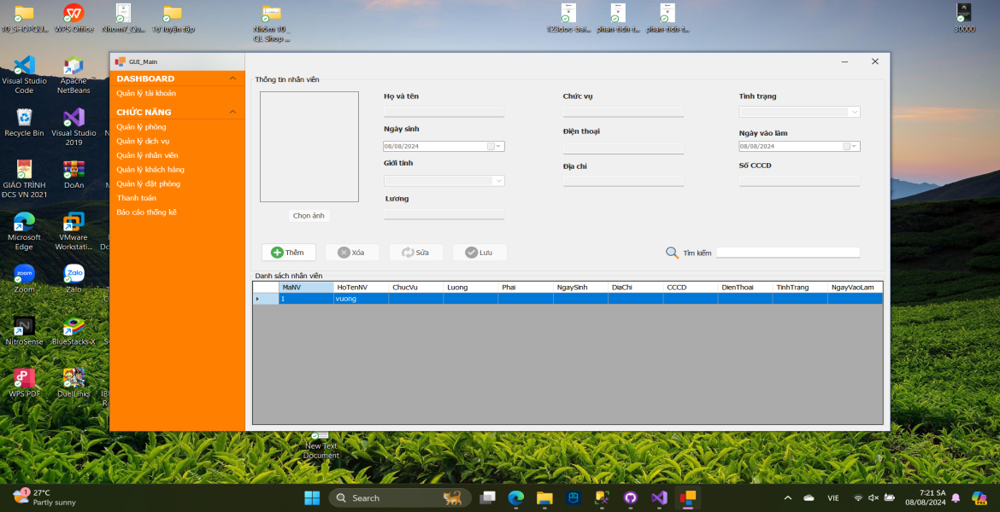 10_SHOPQU...
WPS Office
Nhom7_Qu...
Tự luyện tập
Nhóm 10 _
QL Shop ...
123doc-bai...
phan-tich-t...
phan-tich-t...
30000
Visual Studio
Code
Apache
NetBeans
Recycle Bin
Visual Studio
2019
GIÁO TRÌNH
ĐCS VN 2021
DoAn
Microsoft
Edge
VMware
Workstati...
Zoom
Zalo
NitroSense
BlueStacks X
WPS PDF
DuelLinks
New Text
Document
GUI_Main
DASHBOARD
Quản lý tài khoản
CHỨC NĂNG
Quản lý phòng
Quản lý dịch vụ
Quản lý nhân viên
Quản lý khách hàng
Quản lý đặt phòng
Thanh toán
Báo cáo thống kê
Thông tin nhân viên
Họ và tên
Chức vụ
Tình trạng
Ngày sinh
Điện thoại
Ngày vào làm
08/08/2024
08/08/2024
Giới tính
Địa chỉ
Số CCCD
Lương
Chọn ảnh
Thêm
Xóa
Sửa
Lưu
Tìm kiếm
Danh sách nhân viên
MaNV HoTenNV ChucVu Luong Phai NgaySinh DiaChi CCCD DienThoai TinhTrang NgayVaoLam
1 vuong
1
27°C
Partly sunny
Search
VIE
7:21 SA
08/08/2024